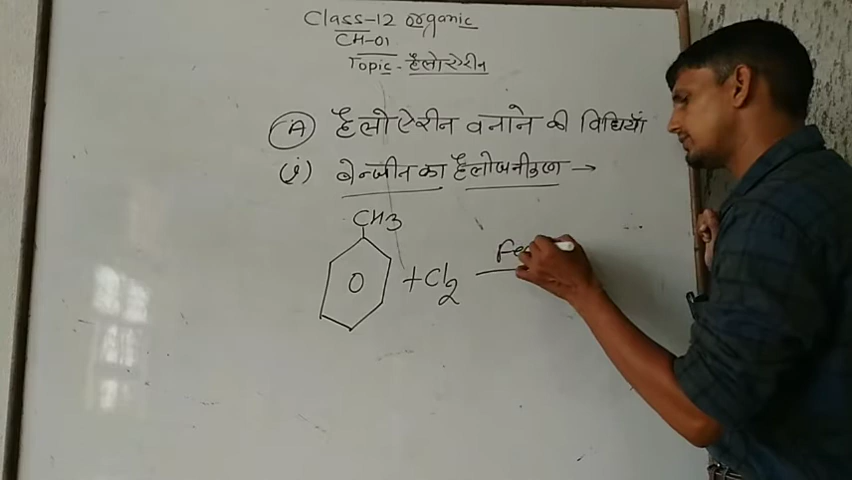 Class-12 organic
CH-01
Topic - हैलोऐरीन
(A) हैलोऐरीन बनाने की विधियाँ
(i) बेन्जीन का हैलोजनीकरण →
CH3
O + Cl2 Fe